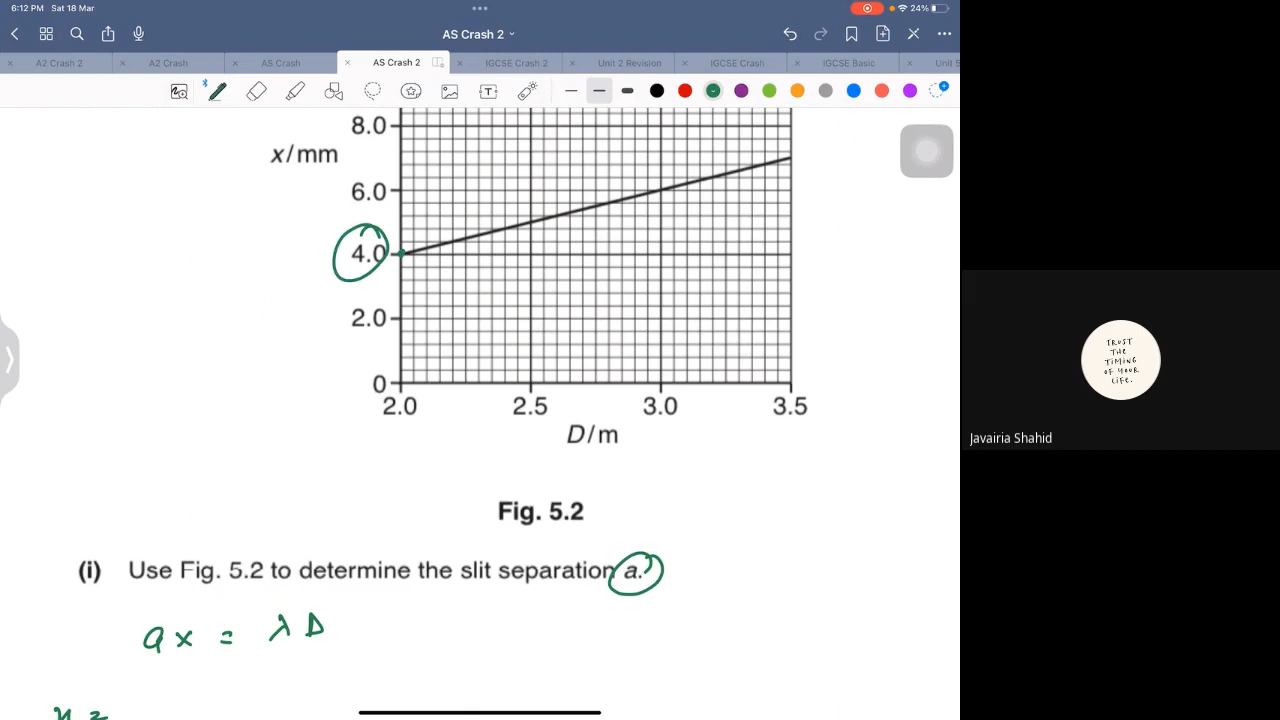 6:12 PM Sat 18 Mar
24%
AS Crash 2
A2 Crash 2
A2 Crash
AS Crash
AS Crash 2
IGCSE Crash 2
Unit 2 Revision
IGCSE Crash
IGCSE Basic
Unit 5
8.0
x/mm
6.0
4.0
2.0
0
2.0 2.5 3.0 3.5
D/m
Fig. 5.2
(i) Use Fig. 5.2 to determine the slit separation a.
ax = λD
TRUST
THE
TIMING
OF YOUR
LIFE.
Javairia Shahid